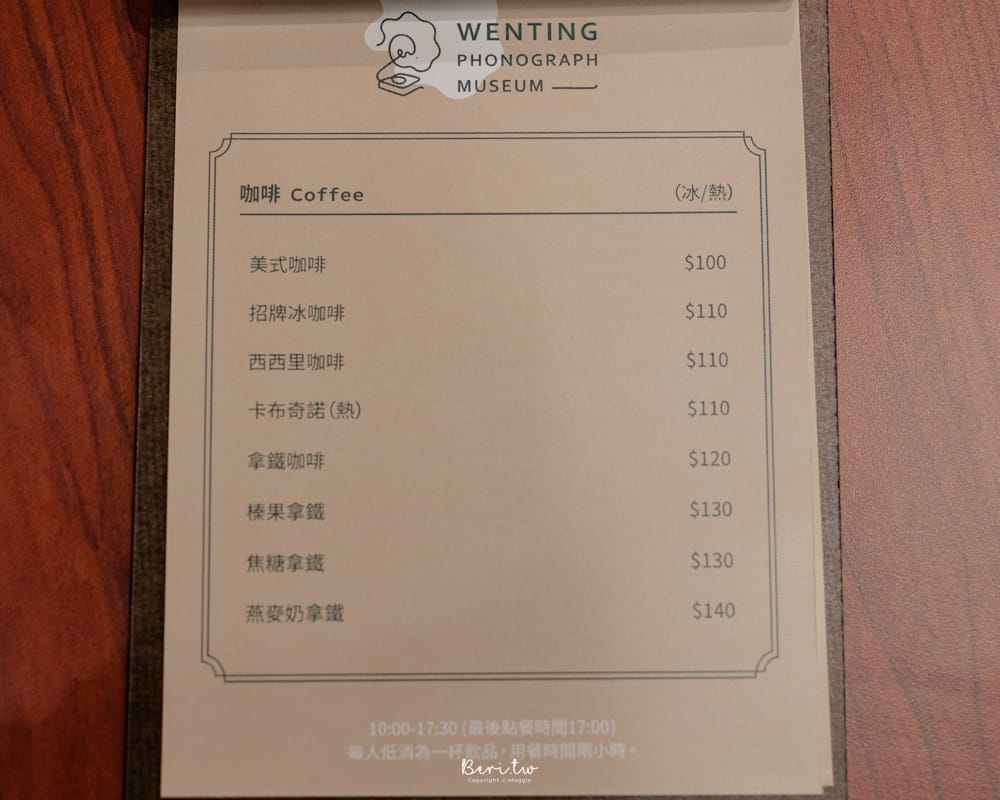 WENTING
PHONOGRAPH
MUSEUM
咖啡 Coffee (冰/熱)
美式咖啡 $100
招牌冰咖啡 $110
西西里咖啡 $110
卡布奇諾(熱) $110
拿鐵咖啡 $120
榛果拿鐵 $130
焦糖拿鐵 $130
燕麥奶拿鐵 $140
10:00-17:30 (最後點餐時間17:00)
每人低消為一杯飲品，用餐時間兩小時。
Beri.tw
Copyright © Maggie